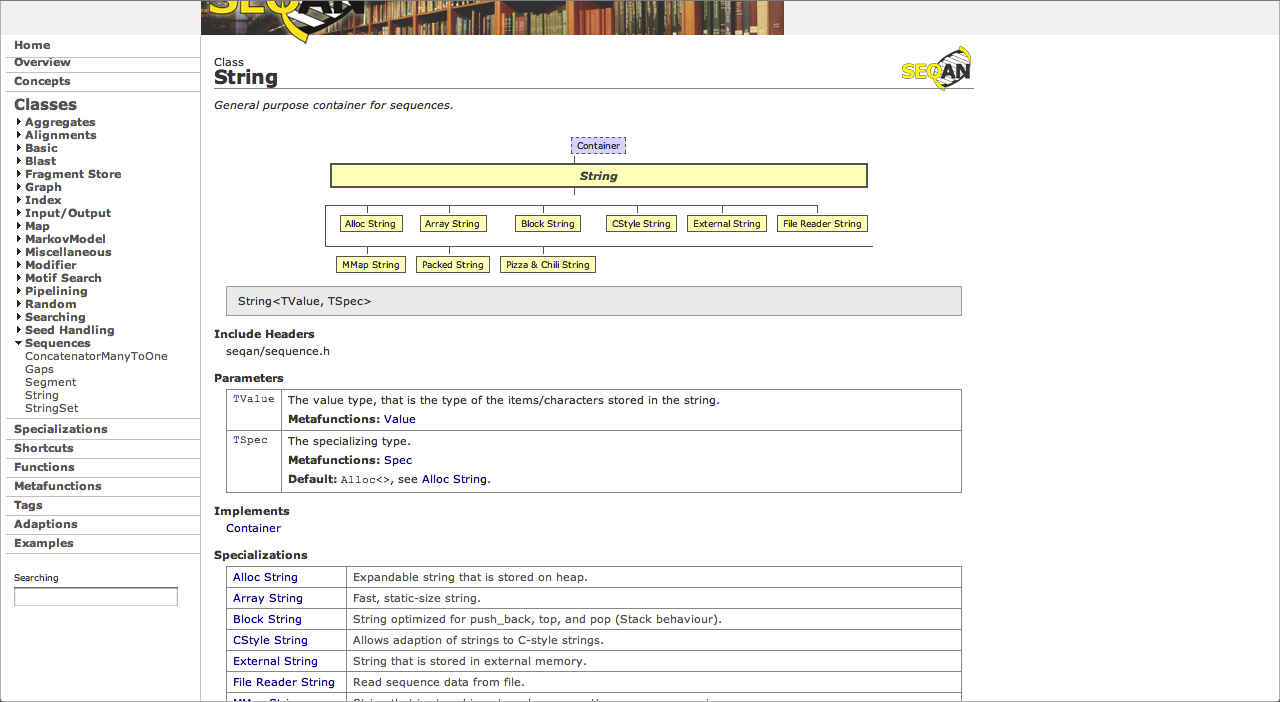 SEQAN
Home
Overview
Concepts
Classes
Aggregates
Alignments
Basic
Blast
Fragment Store
Graph
Index
Input/Output
Map
MarkovModel
Miscellaneous
Modifier
Motif Search
Pipelining
Random
Searching
Seed Handling
Sequences
ConcatenatorManyToOne
Gaps
Segment
String
StringSet
Specializations
Shortcuts
Functions
Metafunctions
Tags
Adaptions
Examples
Searching
Class
String
SEQAN
General purpose container for sequences.
Container
String
Alloc String Array String Block String CStyle String External String File Reader String
MMap String Packed String Pizza & Chili String
String<TValue, TSpec>
Include Headers
seqan/sequence.h
Parameters
TValue The value type, that is the type of the items/characters stored in the string.
Metafunctions: Value
TSpec The specializing type.
Metafunctions: Spec
Default: Alloc<>, see Alloc String.
Implements
Container
Specializations
Alloc String Expandable string that is stored on heap.
Array String Fast, static-size string.
Block String String optimized for push_back, top, and pop (Stack behaviour).
CStyle String Allows adaption of strings to C-style strings.
External String String that is stored in external memory.
File Reader String Read sequence data from file.